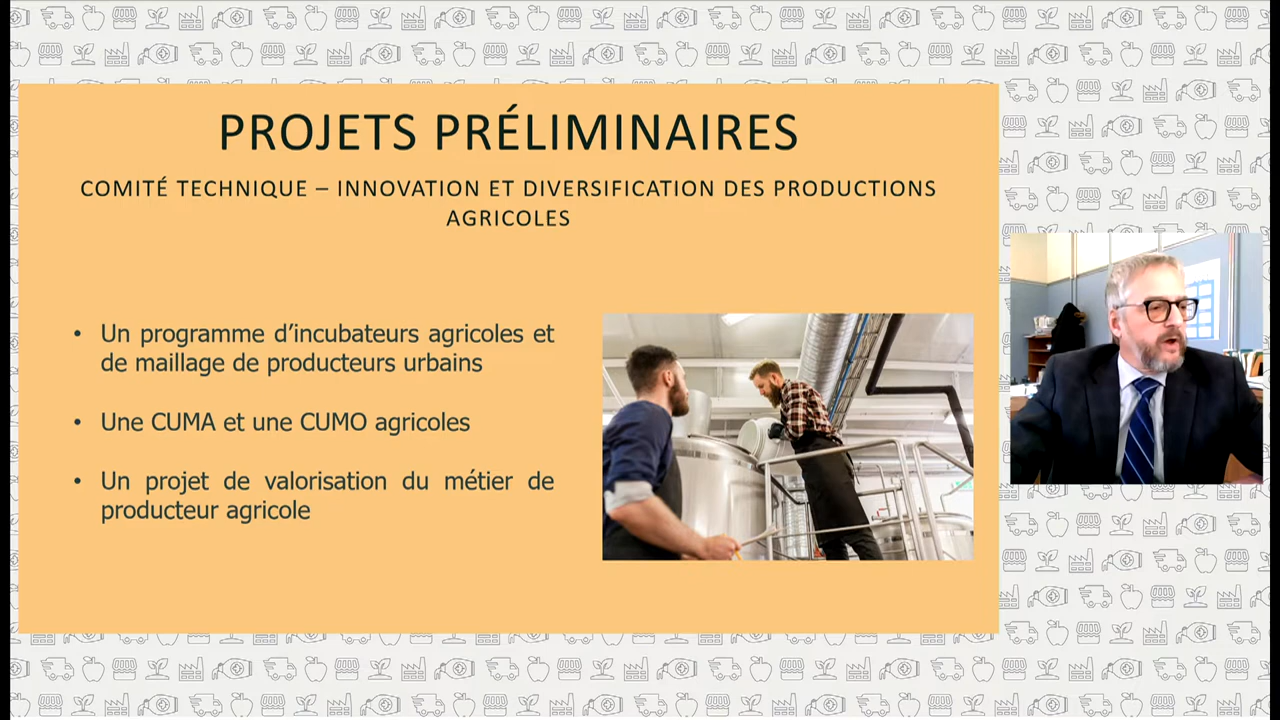 PROJETS PRÉLIMINAIRES
COMITÉ TECHNIQUE – INNOVATION ET DIVERSIFICATION DES PRODUCTIONS
AGRICOLES
• Un programme d’incubateurs agricoles et
de maillage de producteurs urbains
• Une CUMA et une CUMO agricoles
• Un projet de valorisation du métier de
producteur agricole